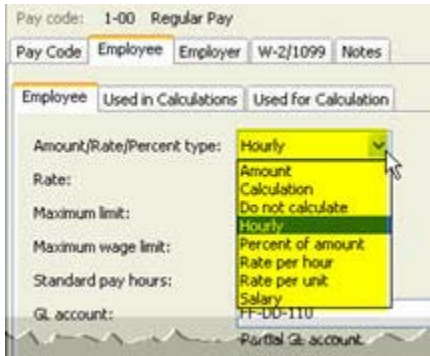 Pay code: 1-00 Regular Pay
Pay Code Employee Employer W-2/1099 Notes
Employee Used in Calculations Used for Calculation
Amount/Rate/Percent type: Hourly
Amount
Rate:
Calculation
Do not calculate
Maximum limit:
Hourly
Maximum wage limit:
Percent of amount
Rate per hour
Standard pay hours:
Rate per unit
Salary
GL account: FF-DD-110
Partial GL account